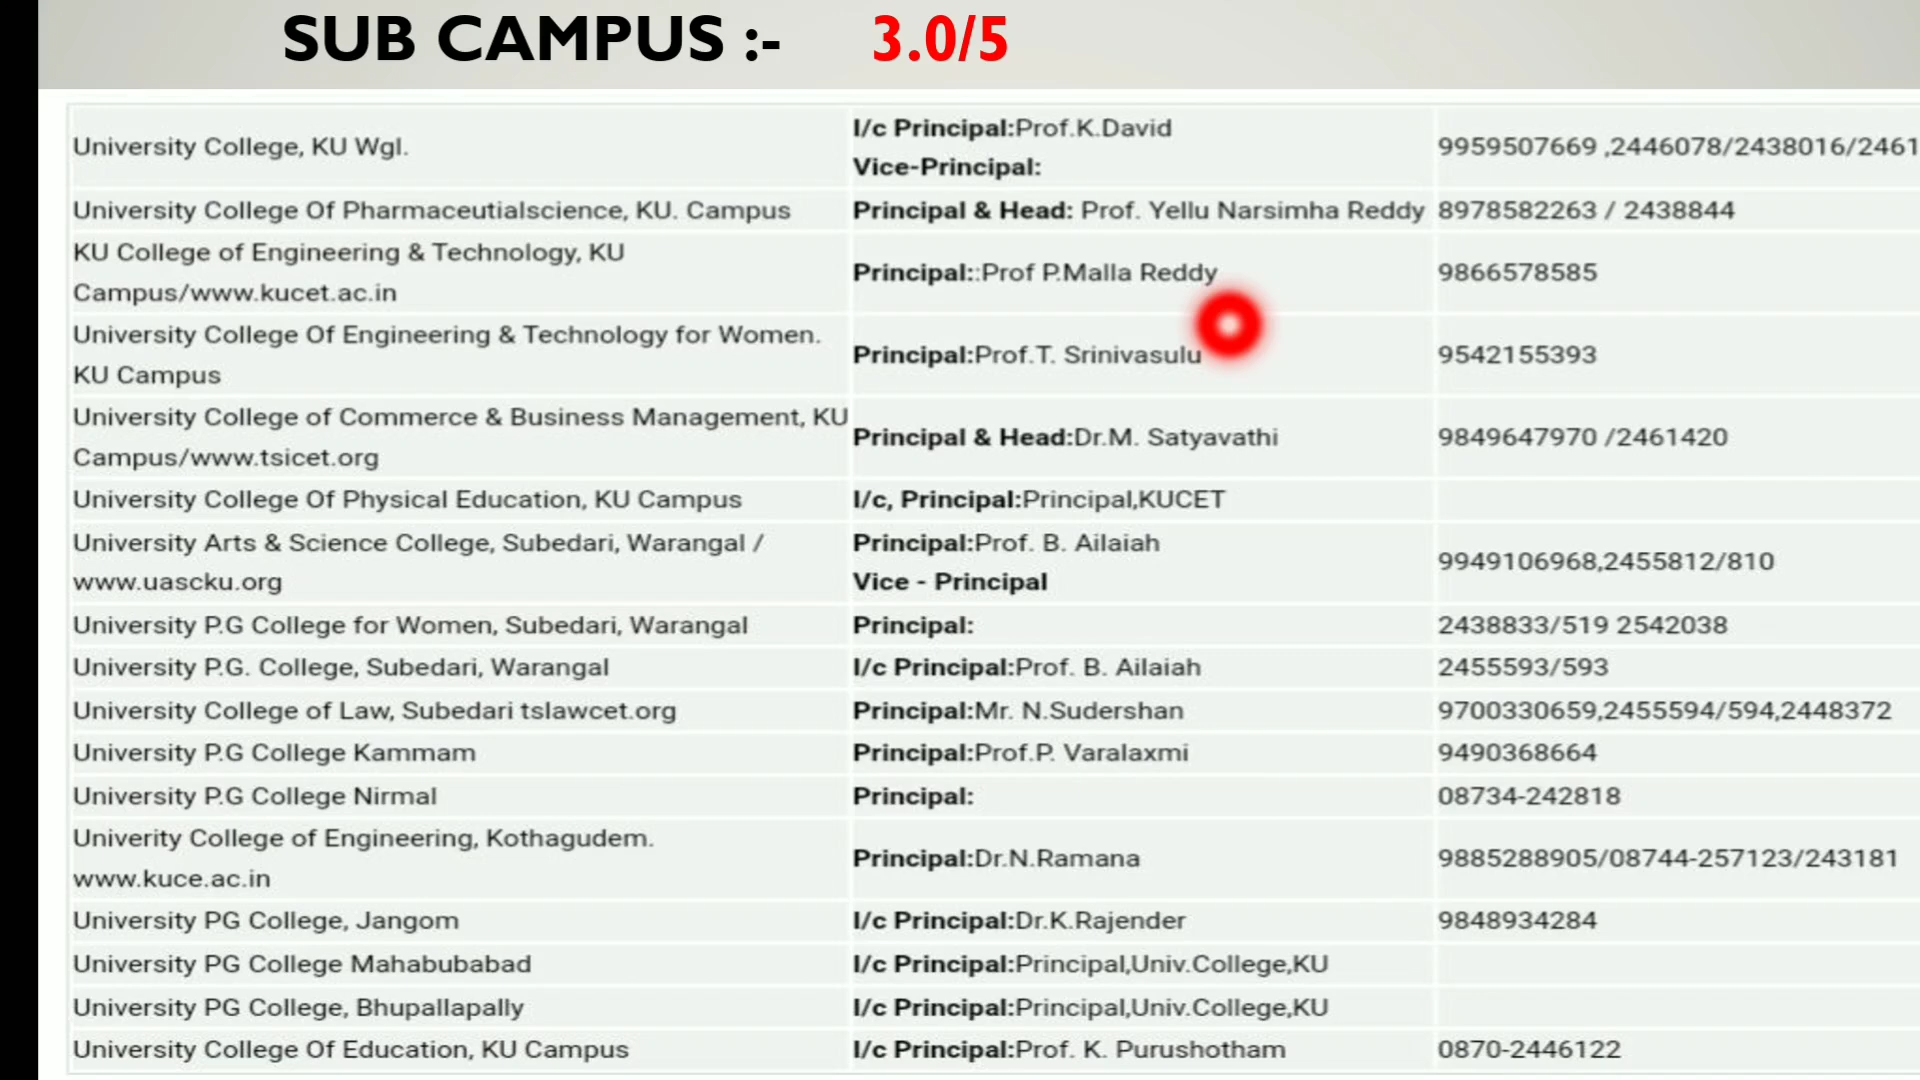 SUB CAMPUS :- 3.0/5
University College, KU Wgl.
I/c Principal:Prof.K.David
Vice-Principal:
9959507669 ,2446078/2438016/2461
University College Of Pharmaceutialscience, KU. Campus
Principal & Head: Prof. Yellu Narsimha Reddy
8978582263 / 2438844
KU College of Engineering & Technology, KU
Campus/www.kucet.ac.in
Principal::Prof P.Malla Reddy
9866578585
University College Of Engineering & Technology for Women.
KU Campus
Principal:Prof.T. Srinivasulu
9542155393
University College of Commerce & Business Management, KU
Campus/www.tsicet.org
Principal & Head:Dr.M. Satyavathi
9849647970 /2461420
University College Of Physical Education, KU Campus
I/c, Principal:Principal,KUCET
University Arts & Science College, Subedari, Warangal /
www.uascku.org
Principal:Prof. B. Ailaiah
Vice - Principal
9949106968,2455812/810
University P.G College for Women, Subedari, Warangal
Principal:
2438833/519 2542038
University P.G. College, Subedari, Warangal
I/c Principal:Prof. B. Ailaiah
2455593/593
University College of Law, Subedari tslawcet.org
Principal:Mr. N.Sudershan
9700330659,2455594/594,2448372
University P.G College Kammam
Principal:Prof.P. Varalaxmi
9490368664
University P.G College Nirmal
Principal:
08734-242818
Univerity College of Engineering, Kothagudem.
www.kuce.ac.in
Principal:Dr.N.Ramana
9885288905/08744-257123/243181
University PG College, Jangom
I/c Principal:Dr.K.Rajender
9848934284
University PG College Mahabubabad
I/c Principal:Principal,Univ.College,KU
University PG College, Bhupallapally
I/c Principal:Principal,Univ.College,KU
University College Of Education, KU Campus
I/c Principal:Prof. K. Purushotham
0870-2446122